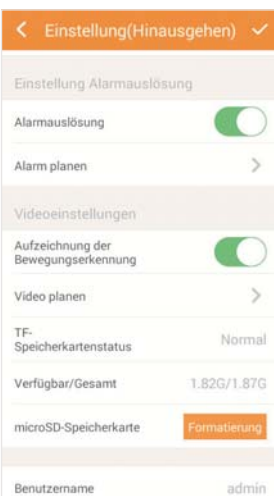 Einstellung(Hinausgehen)
Einstellung Alarmauslösung
Alarmauslösung
Alarm planen
Videoeinstellungen
Aufzeichnung der
Bewegungserkennung
Video planen
TF-
Speicherkartenstatus
Normal
Verfügbar/Gesamt
1.82G/1.87G
microSD-Speicherkarte
Formatierung
Benutzername
admin